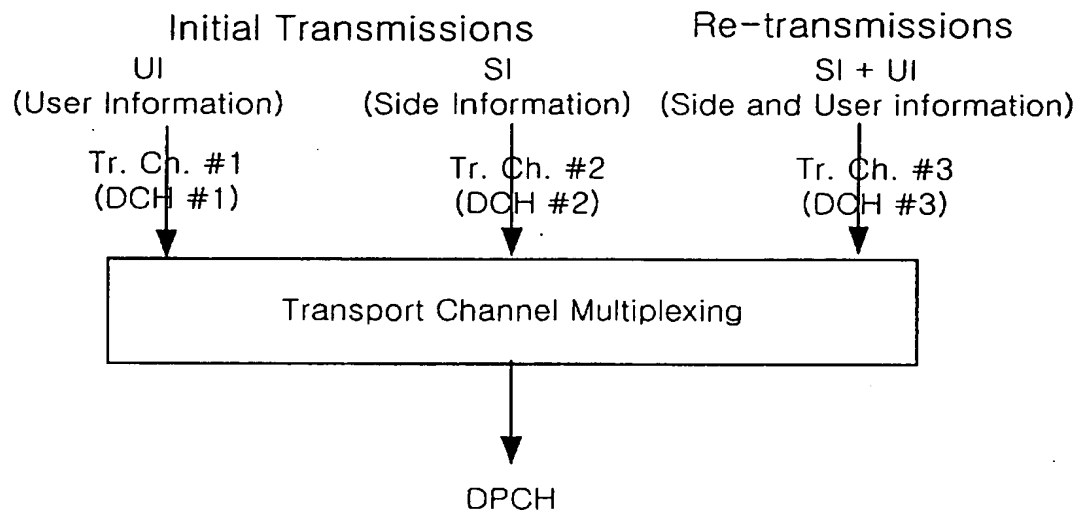 Initial Transmissions
Re-transmissions
UI
(User Information)
SI
(Side Information)
SI + UI
(Side and User information)
Tr. Ch. #1
(DCH #1)
Tr. Ch. #2
(DCH #2)
Tr. Ch. #3
(DCH #3)
Transport Channel Multiplexing
DPCH